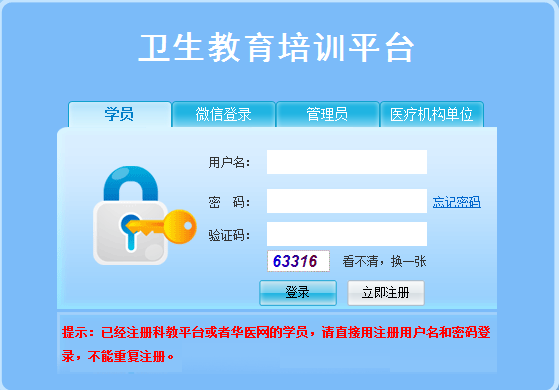 卫生教育培训平台
学员 微信登录 管理员 医疗机构单位
用户名：
密 码： 忘记密码
验证码：
63316 看不清，换一张
登录 立即注册
提示：已经注册科教平台或者华医网的学员，请直接用注册用户名和密码登
录，不能重复注册。